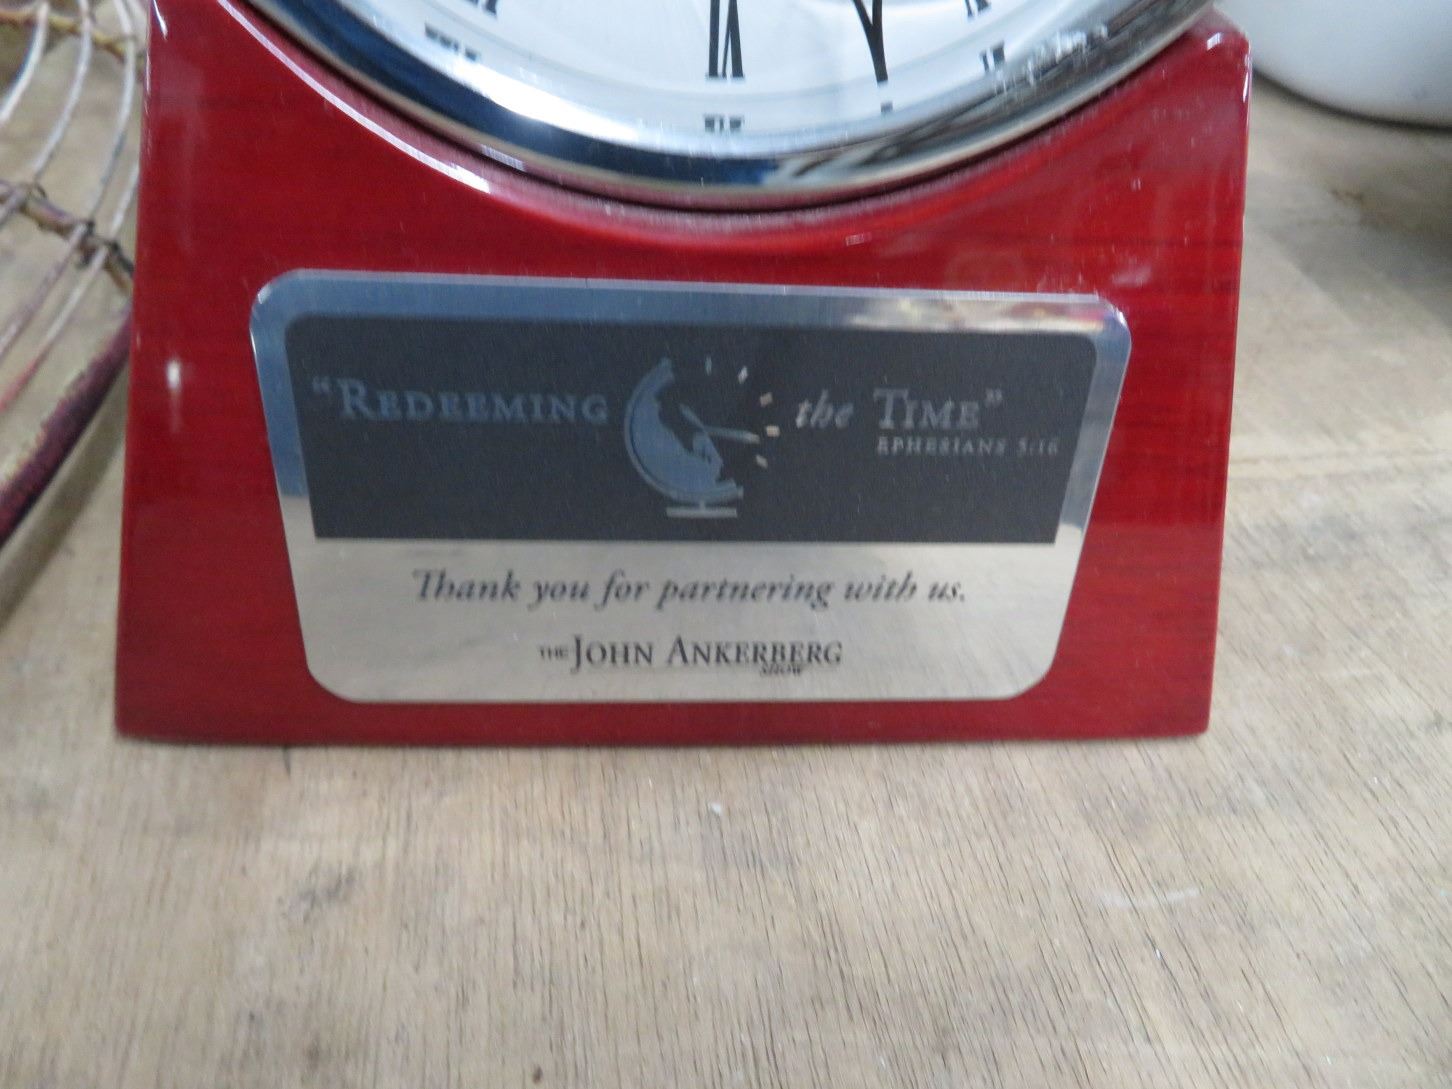 "REDEEMING the TIME"
EPHESIANS 5:16
Thank you for partnering with us.
THE JOHN ANKERBERG
SHOW